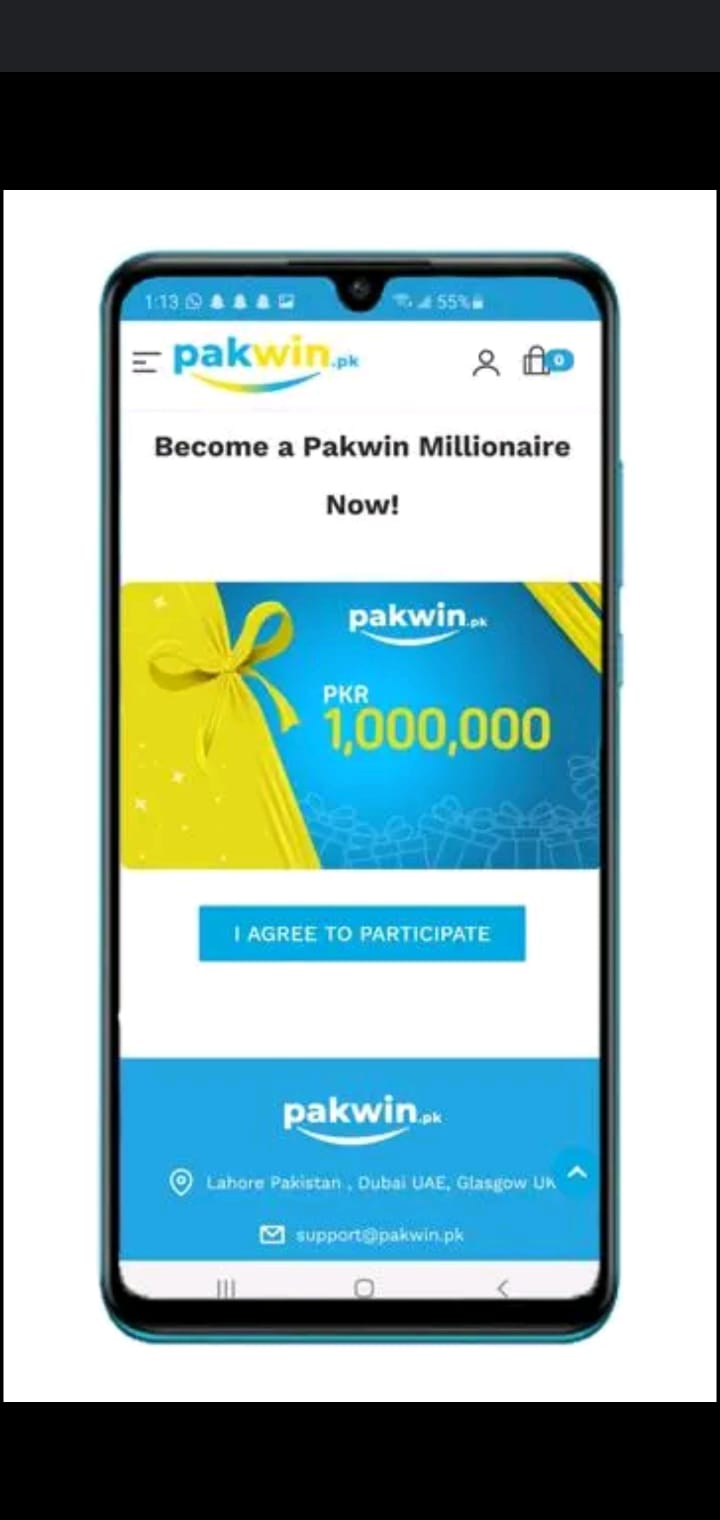 1:13 55%
pakwin.pk 0
Become a Pakwin Millionaire
Now!
pakwin.pk
PKR
1,000,000
I AGREE TO PARTICIPATE
pakwin.pk
Lahore Pakistan , Dubai UAE, Glasgow UK
support@pakwin.pk